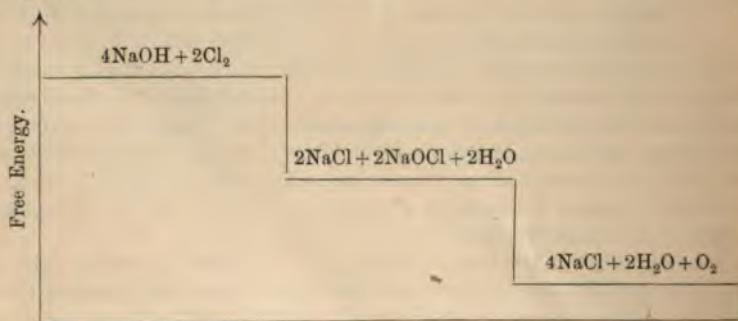 4NaOH + 2Cl₂
2NaCl + 2NaOCl + 2H₂O
4NaCl + 2H₂O + O₂
Free Energy.